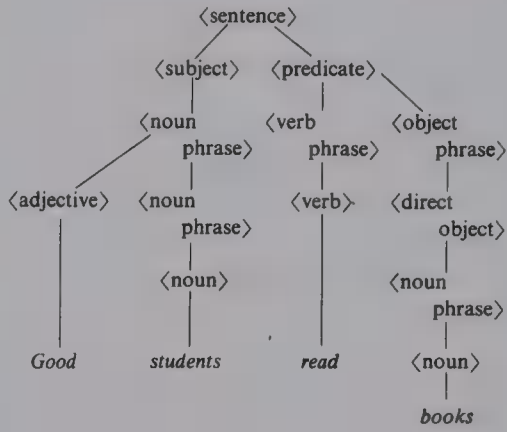 ⟨sentence⟩
⟨subject⟩ ⟨predicate⟩
⟨noun ⟨verb ⟨object
phrase⟩ phrase⟩ phrase⟩
⟨adjective⟩ ⟨noun ⟨verb⟩ ⟨direct
phrase⟩ object⟩
⟨noun⟩ ⟨noun
phrase⟩
Good students read ⟨noun⟩
books